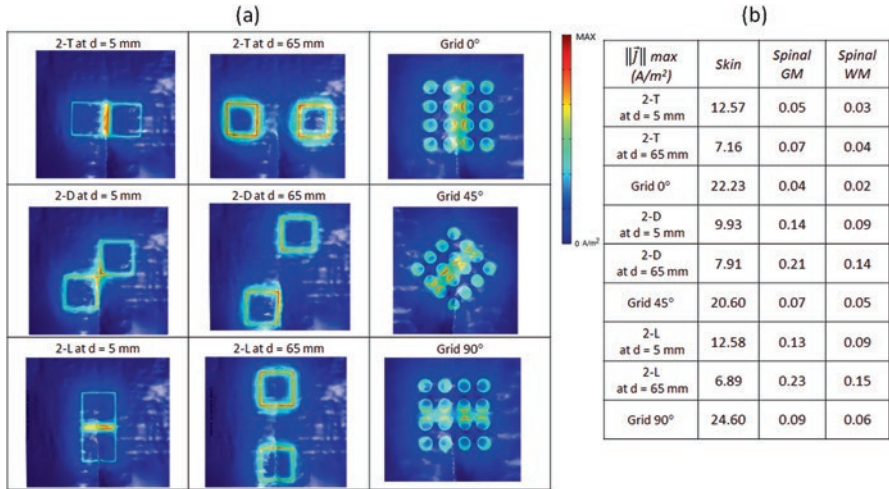 (a)
2-T at d = 5 mm
2-T at d = 65 mm
Grid 0°
2-D at d = 5 mm
2-D at d = 65 mm
Grid 45°
2-L at d = 5 mm
2-L at d = 65 mm
Grid 90°
MAX
0 A/m²
(b)
‖J⃗‖ max (A/m²) Skin Spinal GM Spinal WM
2-T at d = 5 mm 12.57 0.05 0.03
2-T at d = 65 mm 7.16 0.07 0.04
Grid 0° 22.23 0.04 0.02
2-D at d = 5 mm 9.93 0.14 0.09
2-D at d = 65 mm 7.91 0.21 0.14
Grid 45° 20.60 0.07 0.05
2-L at d = 5 mm 12.58 0.13 0.09
2-L at d = 65 mm 6.89 0.23 0.15
Grid 90° 24.60 0.09 0.06